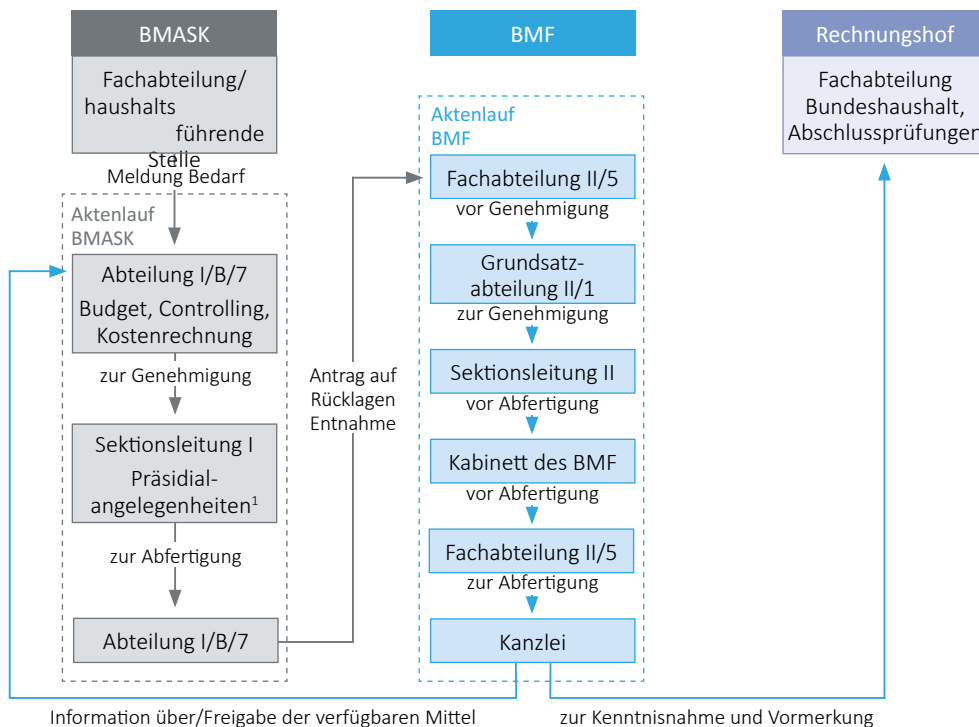 BMASK
Fachabteilung/
haushalts
führende
Stelle
Meldung Bedarf
Aktenlauf
BMASK
Abteilung I/B/7
Budget, Controlling,
Kostenrechnung
zur Genehmigung
Sektionsleitung I
Präsidial-
angelegenheiten¹
zur Abfertigung
Abteilung I/B/7
Antrag auf
Rücklagen
Entnahme
BMF
Aktenlauf
BMF
Fachabteilung II/5
vor Genehmigung
Grundsatz-
abteilung II/1
zur Genehmigung
Sektionsleitung II
vor Abfertigung
Kabinett des BMF
vor Abfertigung
Fachabteilung II/5
zur Abfertigung
Kanzlei
Rechnungshof
Fachabteilung
Bundeshaushalt,
Abschlussprüfungen
Information über/Freigabe der verfügbaren Mittel
zur Kenntnisnahme und Vormerkung